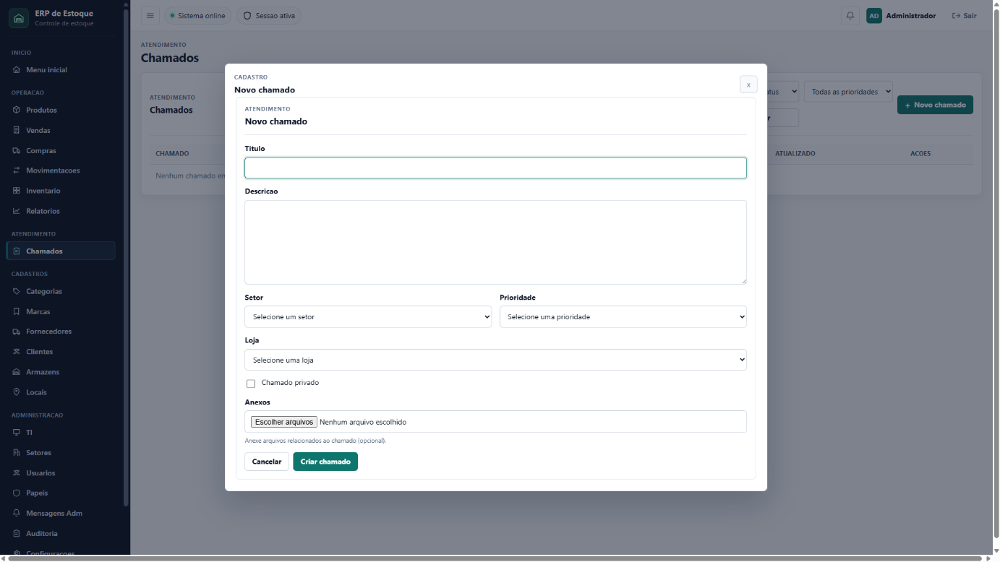 ERP de Estoque
Controle de estoque
INICIO
Menu inicial
OPERACAO
Produtos
Vendas
Compras
Movimentacoes
Inventario
Relatorios
ATENDIMENTO
Chamados
CADASTROS
Categorias
Marcas
Fornecedores
Clientes
Armazens
Locais
ADMINISTRACAO
TI
Setores
Usuarios
Papeis
Mensagens Adm
Auditoria
Configuracoes
Sistema online
Sessao ativa
AD Administrador
Sair
ATENDIMENTO
Chamados
ATENDIMENTO
Chamados
Todas as prioridades
+ Novo chamado
CHAMADO
ATUALIZADO
ACOES
Nenhum chamado
CADASTRO
Novo chamado
x
ATENDIMENTO
Novo chamado
Titulo
Descricao
Setor
Prioridade
Selecione um setor
Selecione uma prioridade
Loja
Selecione uma loja
Chamado privado
Anexos
Escolher arquivos Nenhum arquivo escolhido
Anexe arquivos relacionados ao chamado (opcional).
Cancelar
Criar chamado